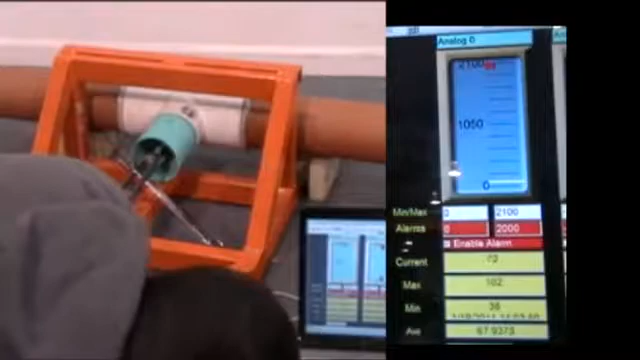 Analog 0
2100
1050
0
Min/Max 0 2100
Alarms 0 2000
Enable Alarm
Current 70
Max 102
Min 36
Ave 67.9373